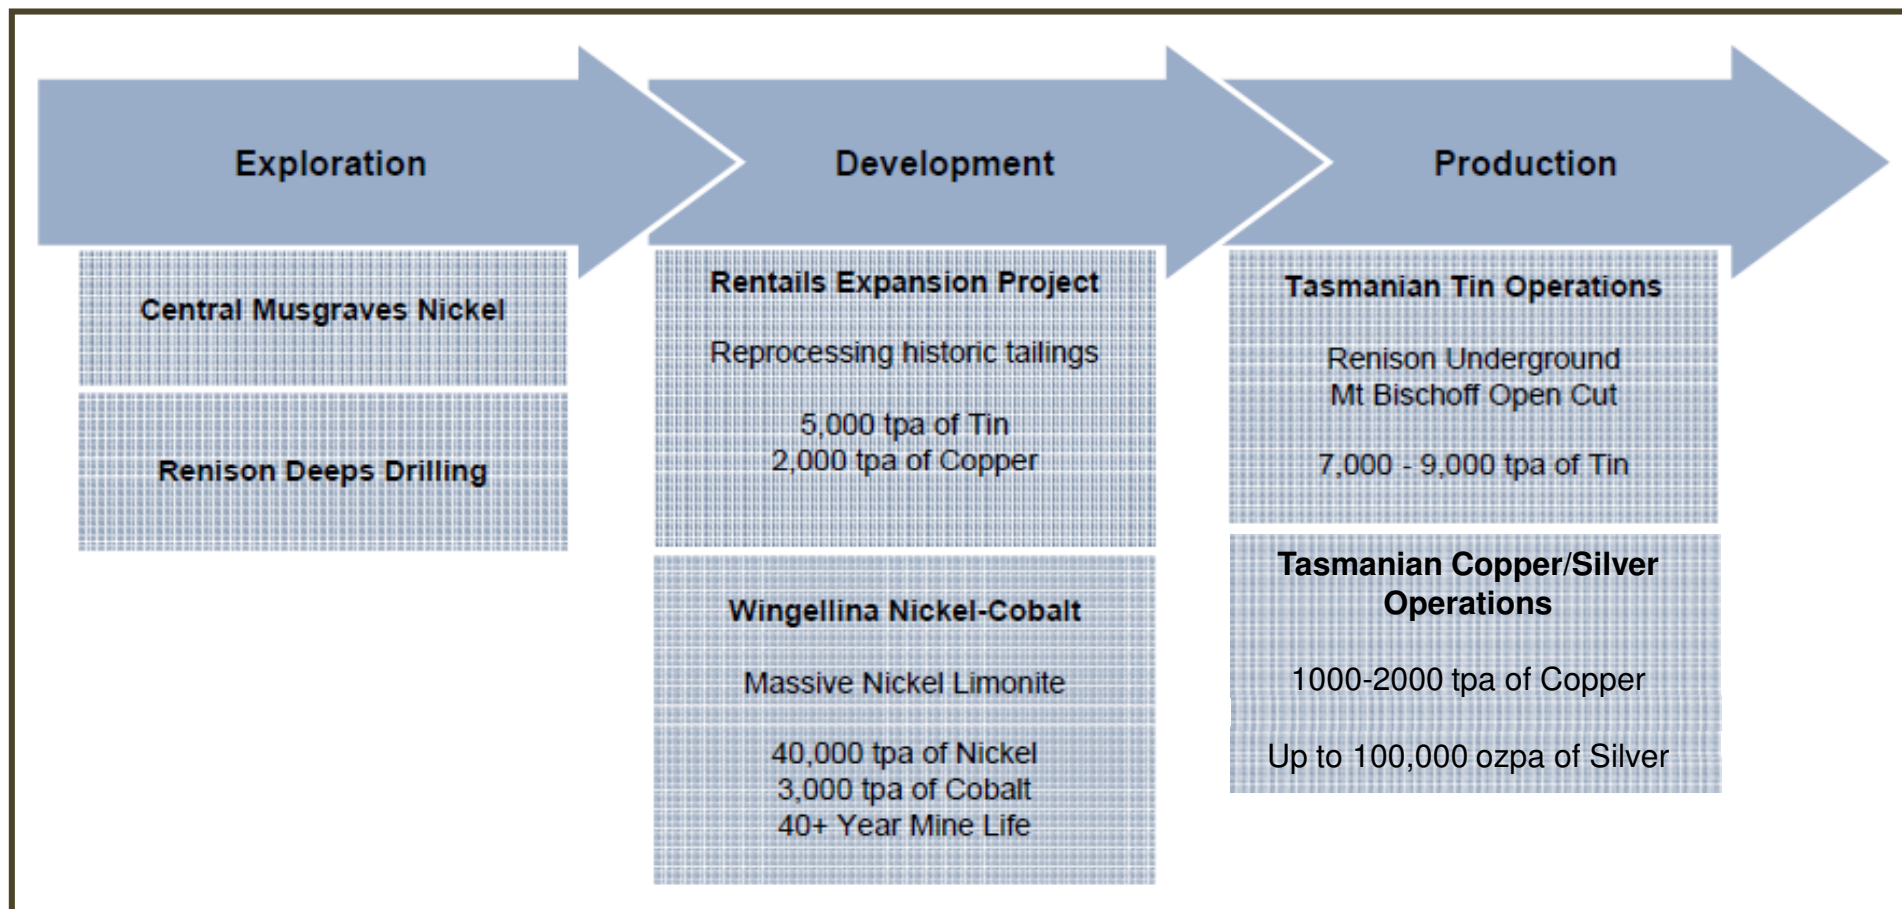 Exploration
Development
Production
Central Musgraves Nickel
Renison Deeps Drilling
Rentails Expansion Project
Reprocessing historic tailings
5,000 tpa of Tin
2,000 tpa of Copper
Wingellina Nickel-Cobalt
Massive Nickel Limonite
40,000 tpa of Nickel
3,000 tpa of Cobalt
40+ Year Mine Life
Tasmanian Tin Operations
Renison Underground
Mt Bischoff Open Cut
7,000 - 9,000 tpa of Tin
Tasmanian Copper/Silver
Operations
1000-2000 tpa of Copper
Up to 100,000 ozpa of Silver